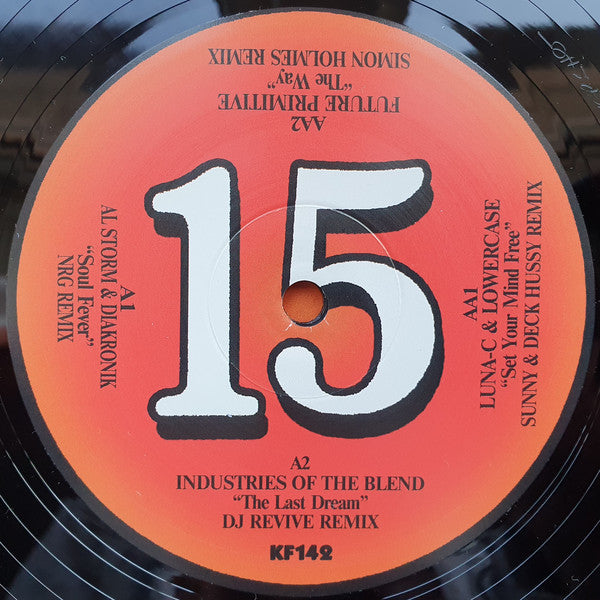 15
A1
AL STORM & DIAKRONIK
“Soul Fever”
NRG REMIX
A2
INDUSTRIES OF THE BLEND
“The Last Dream”
DJ REVIVE REMIX
AA1
LUNA-C & LOWERCASE
“Set Your Mind Free”
SUNNY & DECK HUSSY REMIX
AA2
FUTURE PRIMITIVE
“The Way”
SIMON HOLMES REMIX
KF142